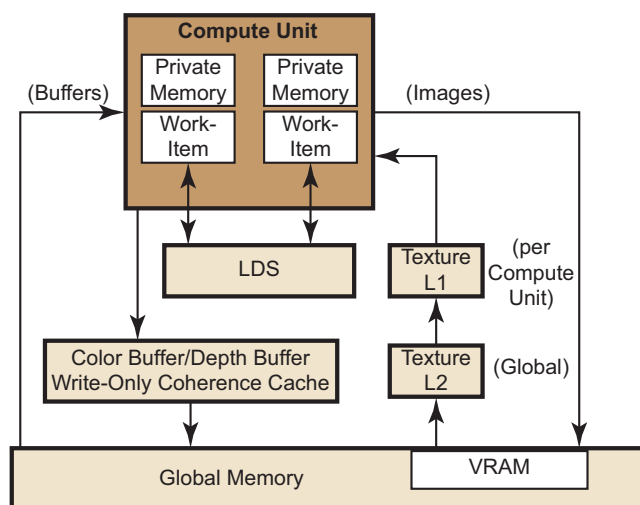 Compute Unit
Private
Memory
Private
Memory
(Buffers)
(Images)
Work-
Item
Work-
Item
LDS
Texture
L1
(per
Compute
Unit)
Color Buffer/Depth Buffer
Write-Only Coherence Cache
Texture
L2
(Global)
Global Memory
VRAM